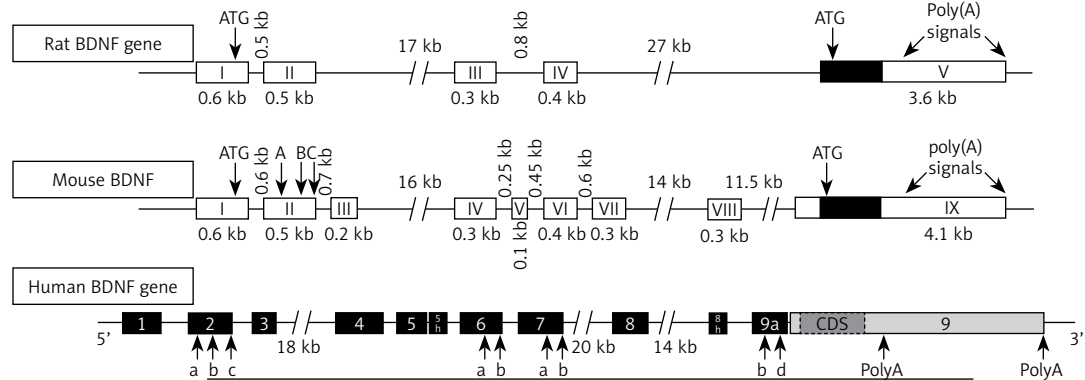 ATG 0.5 kb 0.8 kb ATG Poly(A) signals
Rat BDNF gene 17 kb 27 kb
I II III IV V
0.6 kb 0.5 kb 0.3 kb 0.4 kb 3.6 kb
ATG 0.6 kb A BC 0.7 kb 0.25 kb 0.45 kb 0.6 kb ATG poly(A) signals
Mouse BDNF 16 kb 14 kb 11.5 kb
I II III IV V VI VII VIII IX
0.6 kb 0.5 kb 0.2 kb 0.3 kb 0.1 kb 0.4 kb 0.3 kb 0.3 kb 4.1 kb
Human BDNF gene
5’ 1 2 3 4 5 5h 6 7 8 8h 9a CDS 9 3’
18 kb 20 kb 14 kb
a b c a b a b b d PolyA PolyA